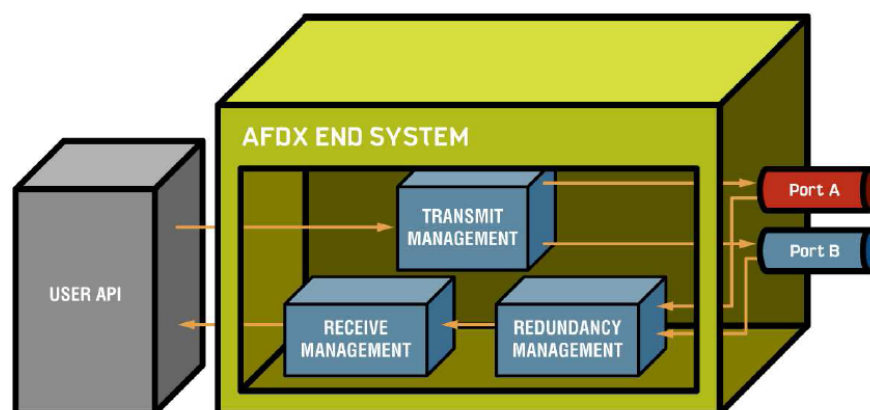 AFDX END SYSTEM
TRANSMIT
MANAGEMENT
Port A
Port B
USER API
RECEIVE
MANAGEMENT
REDUNDANCY
MANAGEMENT